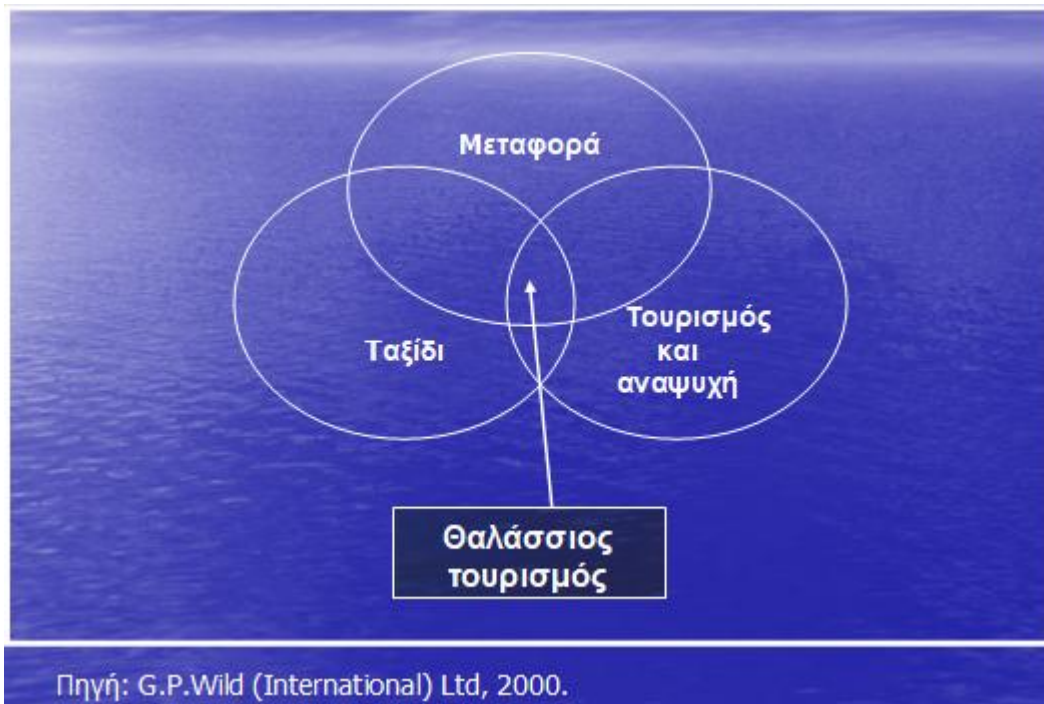 Μεταφορά
Ταξίδι
Τουρισμός
και
αναψυχή
Θαλάσσιος
τουρισμός
Πηγή: G.P.Wild (International) Ltd, 2000.